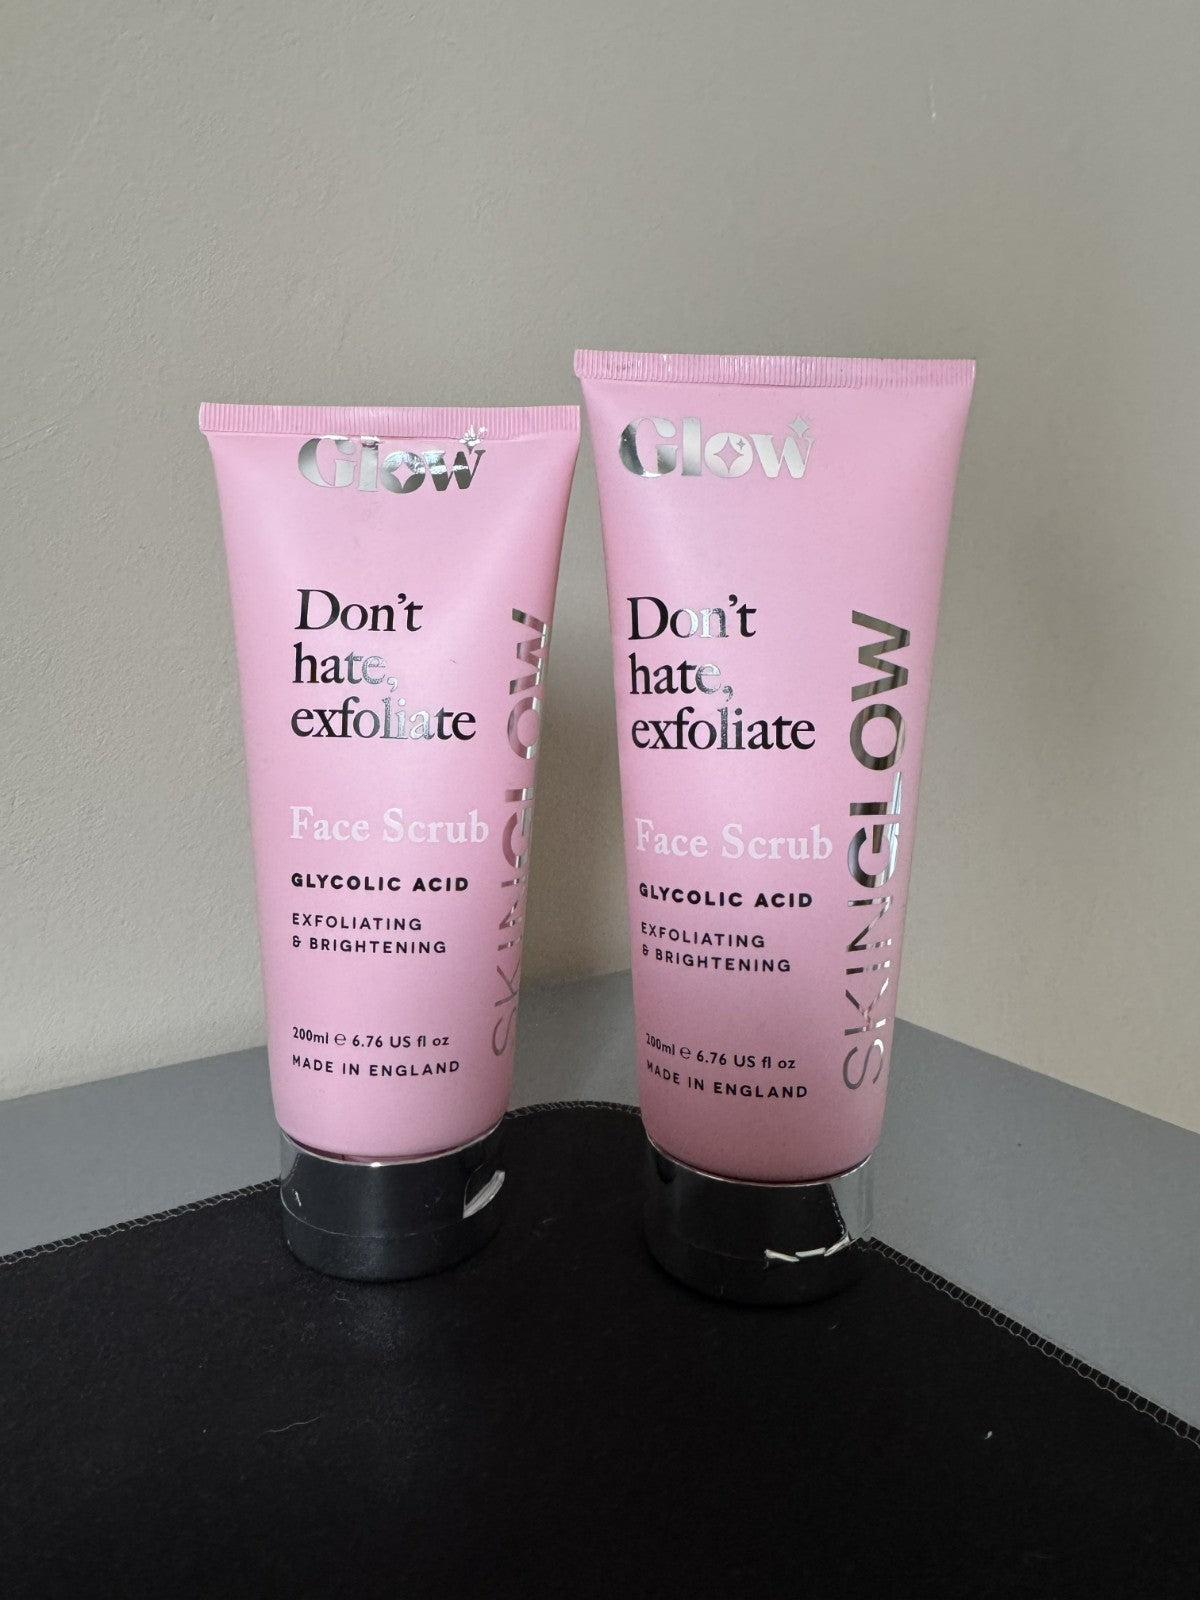 Glow
Don't
hate,
exfoliate
Face Scrub
GLYCOLIC ACID
EXFOLIATING
& BRIGHTENING
200ml ℮ 6.76 US fl oz
MADE IN ENGLAND
SKINGLOW
Glow
Don't
hate,
exfoliate
Face Scrub
GLYCOLIC ACID
EXFOLIATING
& BRIGHTENING
200ml ℮ 6.76 US fl oz
MADE IN ENGLAND
SKINGLOW